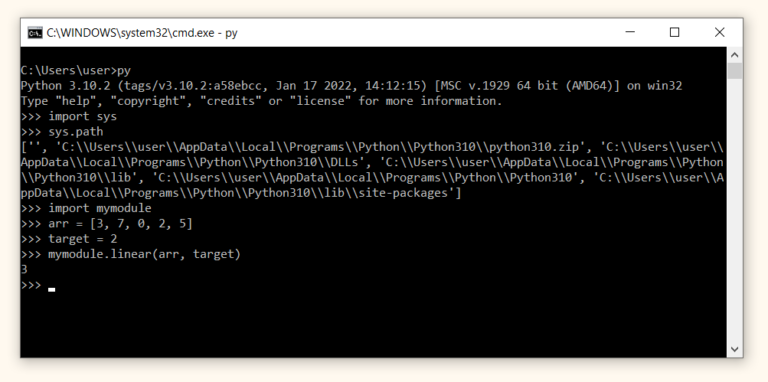 C:\WINDOWS\system32\cmd.exe - py
C:\Users\user>py
Python 3.10.2 (tags/v3.10.2:a58ebcc, Jan 17 2022, 14:12:15) [MSC v.1929 64 bit (AMD64)] on win32
Type "help", "copyright", "credits" or "license" for more information.
>>> import sys
>>> sys.path
['', 'C:\\Users\\user\\AppData\\Local\\Programs\\Python\\Python310\\python310.zip', 'C:\\Users\\user\\
AppData\\Local\\Programs\\Python\\Python310\\DLLs', 'C:\\Users\\user\\AppData\\Local\\Programs\\Python
\\Python310\\lib', 'C:\\Users\\user\\AppData\\Local\\Programs\\Python\\Python310', 'C:\\Users\\user\\A
ppData\\Local\\Programs\\Python\\Python310\\lib\\site-packages']
>>> import mymodule
>>> arr = [3, 7, 0, 2, 5]
>>> target = 2
>>> mymodule.linear(arr, target)
3
>>>